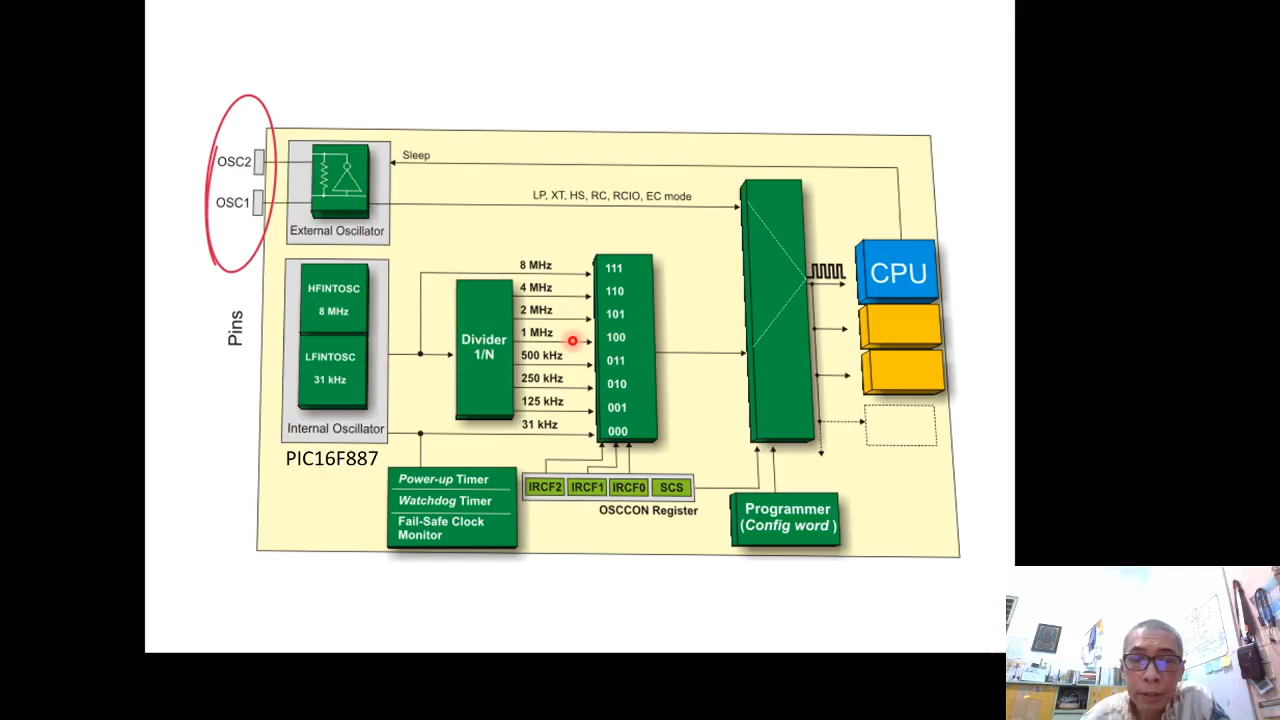 OSC2
OSC1
Pins
Sleep
LP, XT, HS, RC, RCIO, EC mode
External Oscillator
HFINTOSC
8 MHz
LFINTOSC
31 kHz
Internal Oscillator
PIC16F887
Divider
1/N
8 MHz
4 MHz
2 MHz
1 MHz
500 kHz
250 kHz
125 kHz
31 kHz
111
110
101
100
011
010
001
000
CPU
Power-up Timer
Watchdog Timer
Fail-Safe Clock
Monitor
IRCF2 IRCF1 IRCF0 SCS
OSCCON Register
Programmer
(Config word )